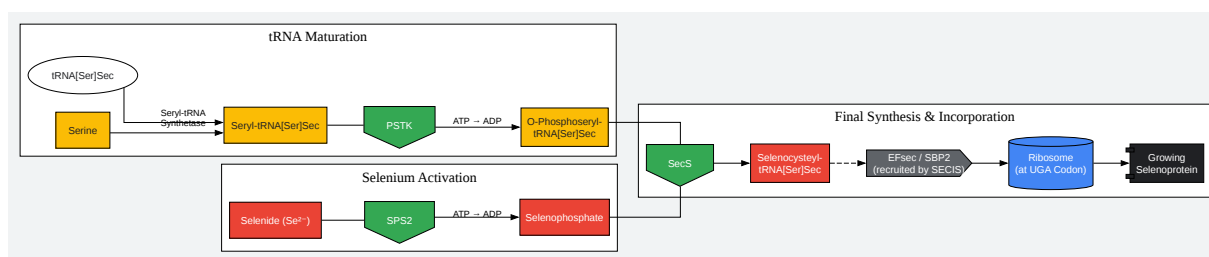 tRNA Maturation
tRNA[Ser]Sec
Serine
Seryl-tRNA
Synthetase
Seryl-tRNA[Ser]Sec
PSTK
ATP → ADP
O-Phosphoseryl-
tRNA[Ser]Sec
Selenium Activation
Selenide (Se²⁻)
SPS2
ATP → ADP
Selenophosphate
Final Synthesis & Incorporation
SecS
Selenocysteyl-
tRNA[Ser]Sec
EFsec / SBP2
(recruited by SECIS)
Ribosome
(at UGA Codon)
Growing
Selenoprotein